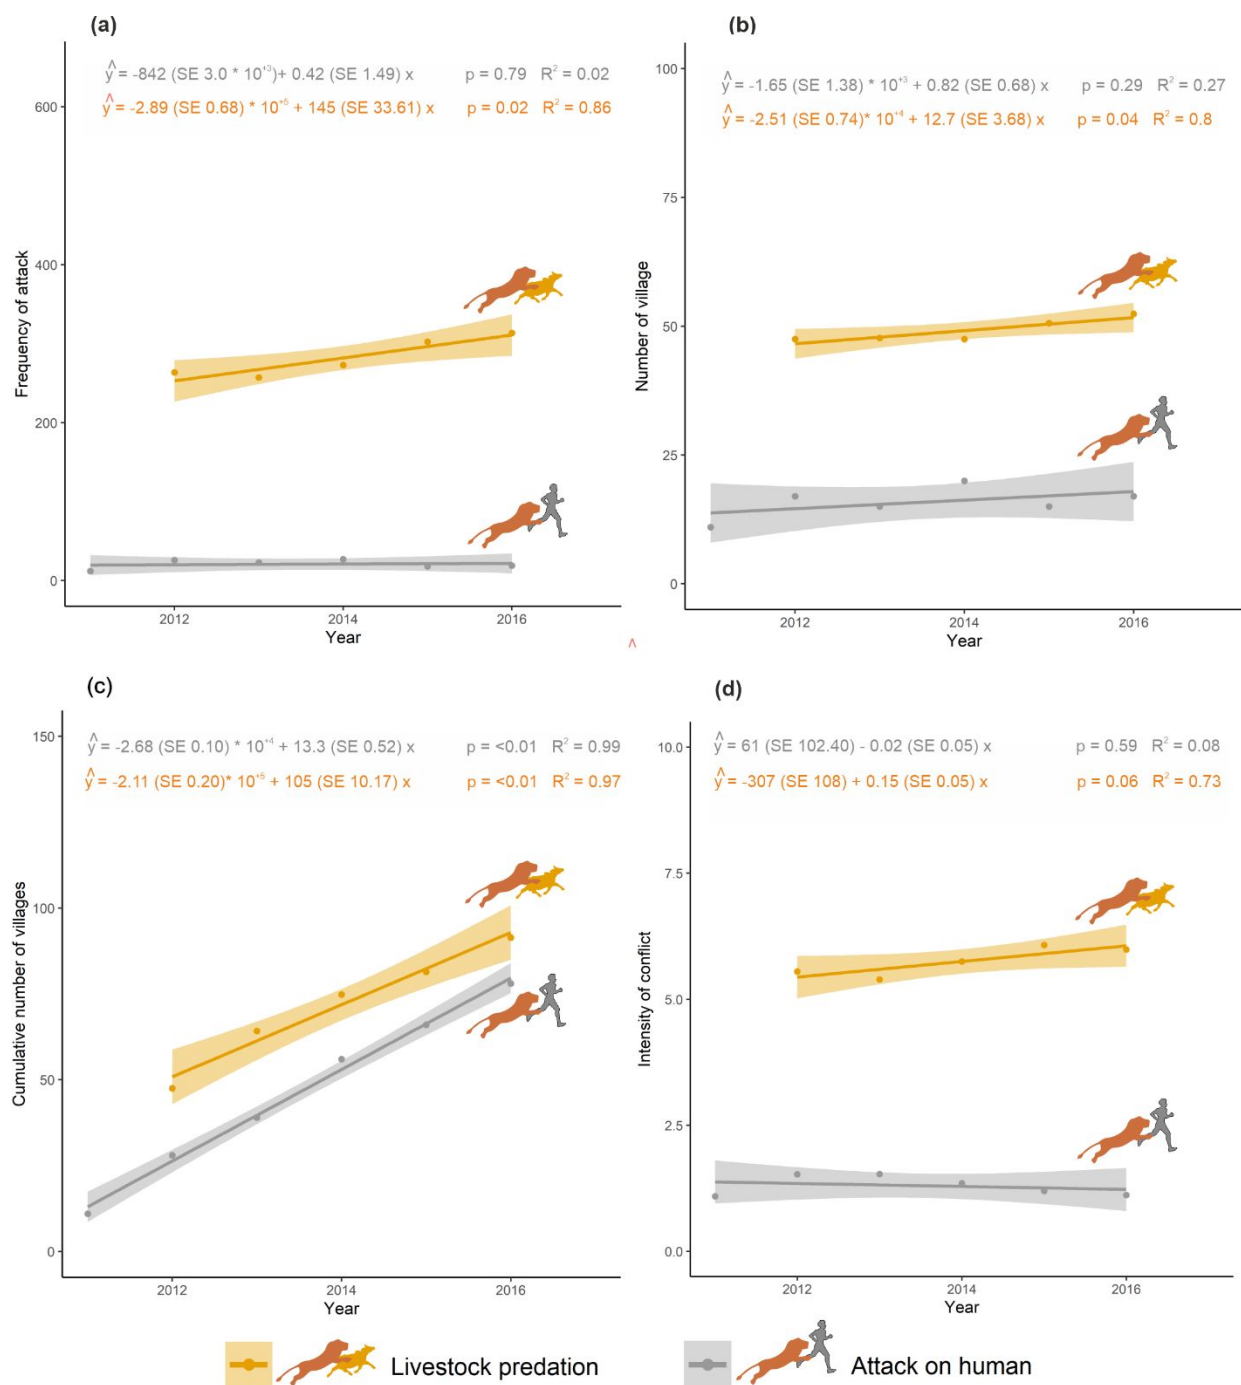 (a)
ŷ = -842 (SE 3.0 * 10⁺³)+ 0.42 (SE 1.49) x p = 0.79 R² = 0.02
ŷ = -2.89 (SE 0.68) * 10⁺⁵ + 145 (SE 33.61) x p = 0.02 R² = 0.86
600
400
200
0
Frequency of attack
2012 2014 2016
Year
(b)
ŷ = -1.65 (SE 1.38) * 10⁺³ + 0.82 (SE 0.68) x p = 0.29 R² = 0.27
ŷ = -2.51 (SE 0.74)* 10⁺⁴ + 12.7 (SE 3.68) x p = 0.04 R² = 0.8
100
75
50
25
0
Number of village
2012 2014 2016
Year
^
(c)
ŷ = -2.68 (SE 0.10) * 10⁺⁴ + 13.3 (SE 0.52) x p = <0.01 R² = 0.99
ŷ = -2.11 (SE 0.20)* 10⁺⁵ + 105 (SE 10.17) x p = <0.01 R² = 0.97
150
100
50
0
Cumulative number of villages
2012 2014 2016
Year
(d)
ŷ = 61 (SE 102.40) - 0.02 (SE 0.05) x p = 0.59 R² = 0.08
ŷ = -307 (SE 108) + 0.15 (SE 0.05) x p = 0.06 R² = 0.73
10.0
7.5
5.0
2.5
0.0
Intensity of conflict
2012 2014 2016
Year
Livestock predation
Attack on human